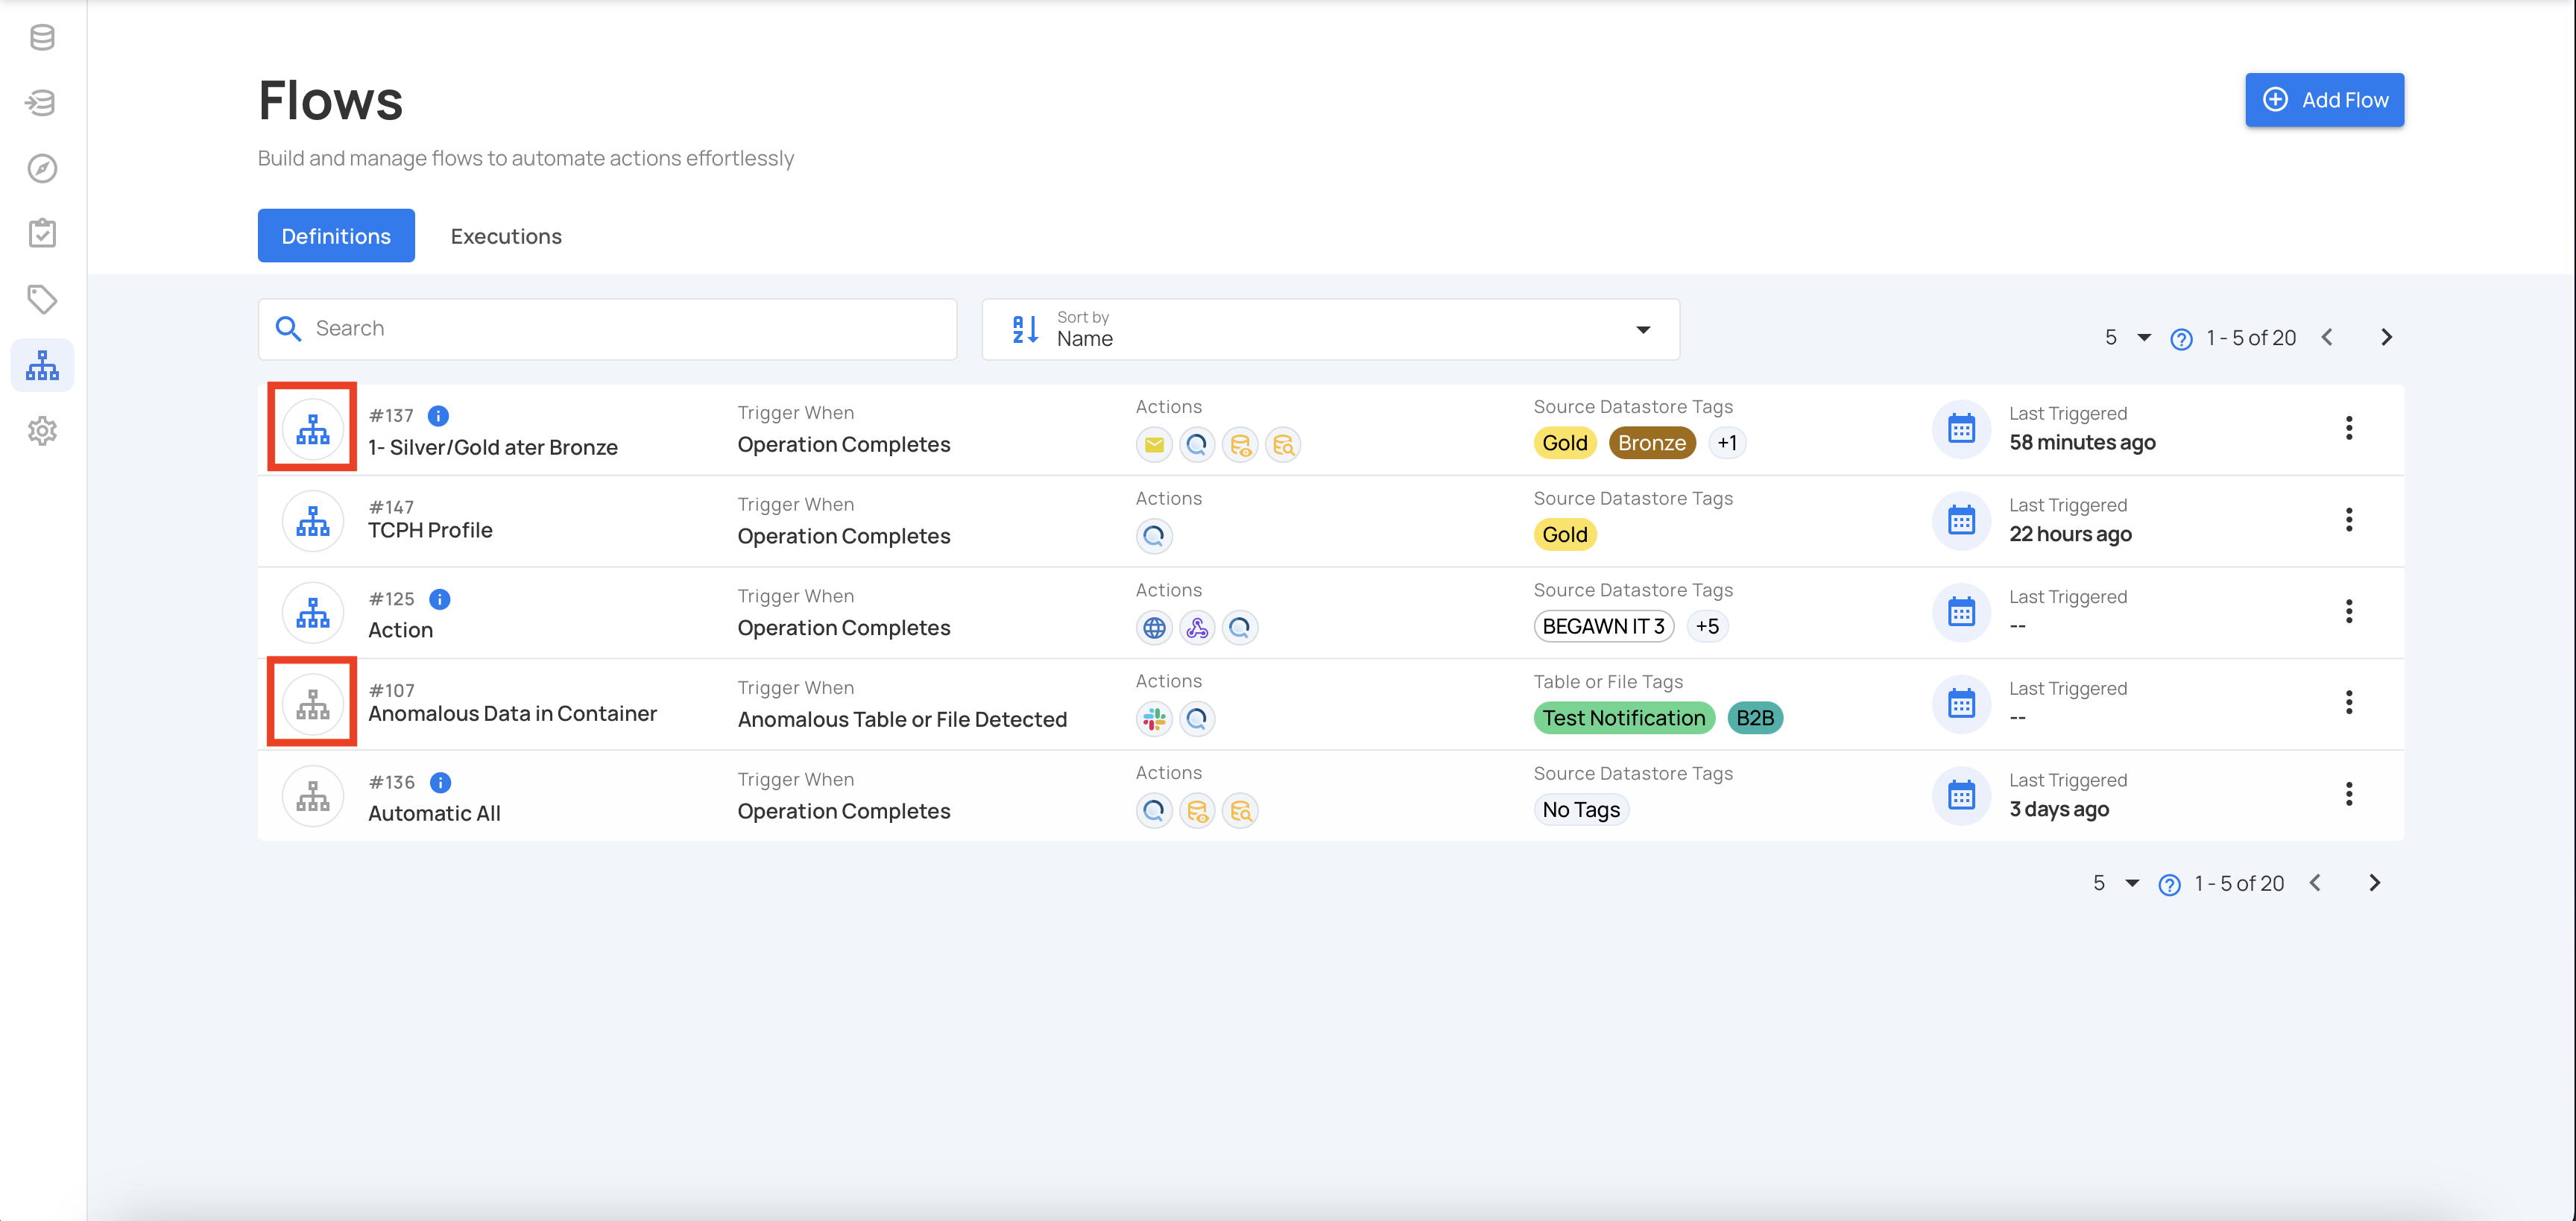 Flows
Add Flow
Build and manage flows to automate actions effortlessly
Definitions Executions
Search
Sort by
Name
5 1 - 5 of 20
#137
1- Silver/Gold ater Bronze
Trigger When
Operation Completes
Actions
Source Datastore Tags
Gold Bronze +1
Last Triggered
58 minutes ago
#147
TCPH Profile
Trigger When
Operation Completes
Actions
Source Datastore Tags
Gold
Last Triggered
22 hours ago
#125
Action
Trigger When
Operation Completes
Actions
Source Datastore Tags
BEGAWN IT 3 +5
Last Triggered
--
#107
Anomalous Data in Container
Trigger When
Anomalous Table or File Detected
Actions
Table or File Tags
Test Notification B2B
Last Triggered
--
#136
Automatic All
Trigger When
Operation Completes
Actions
Source Datastore Tags
No Tags
Last Triggered
3 days ago
5 1 - 5 of 20